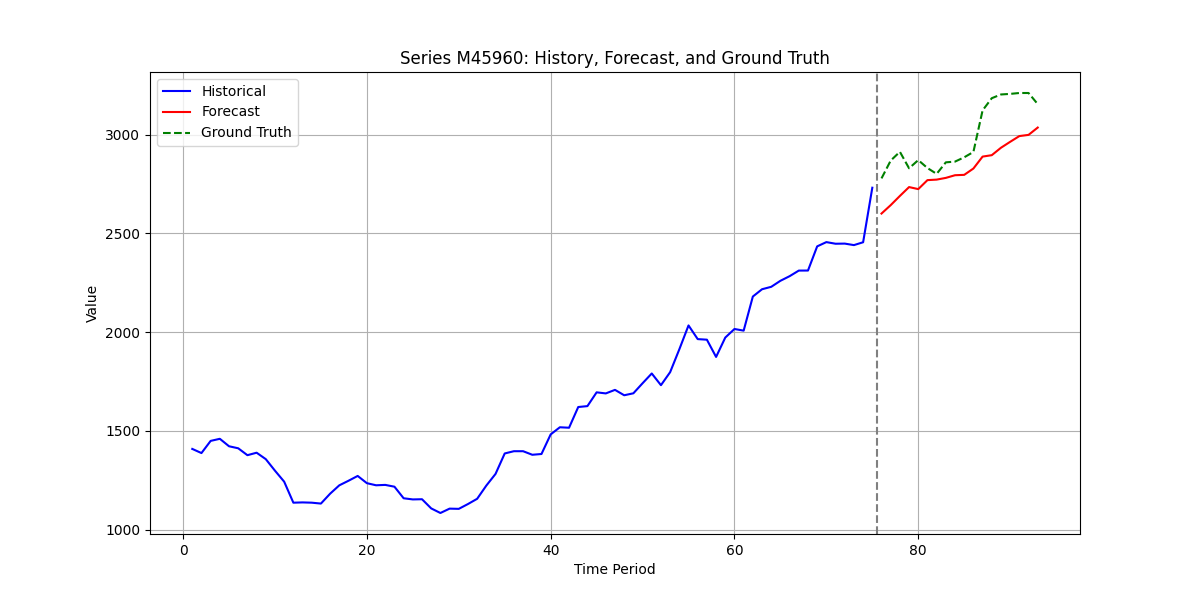 Series M45960: History, Forecast, and Ground Truth
Historical
Forecast
Ground Truth
3000
2500
2000
1500
1000
Value
0 20 40 60 80
Time Period